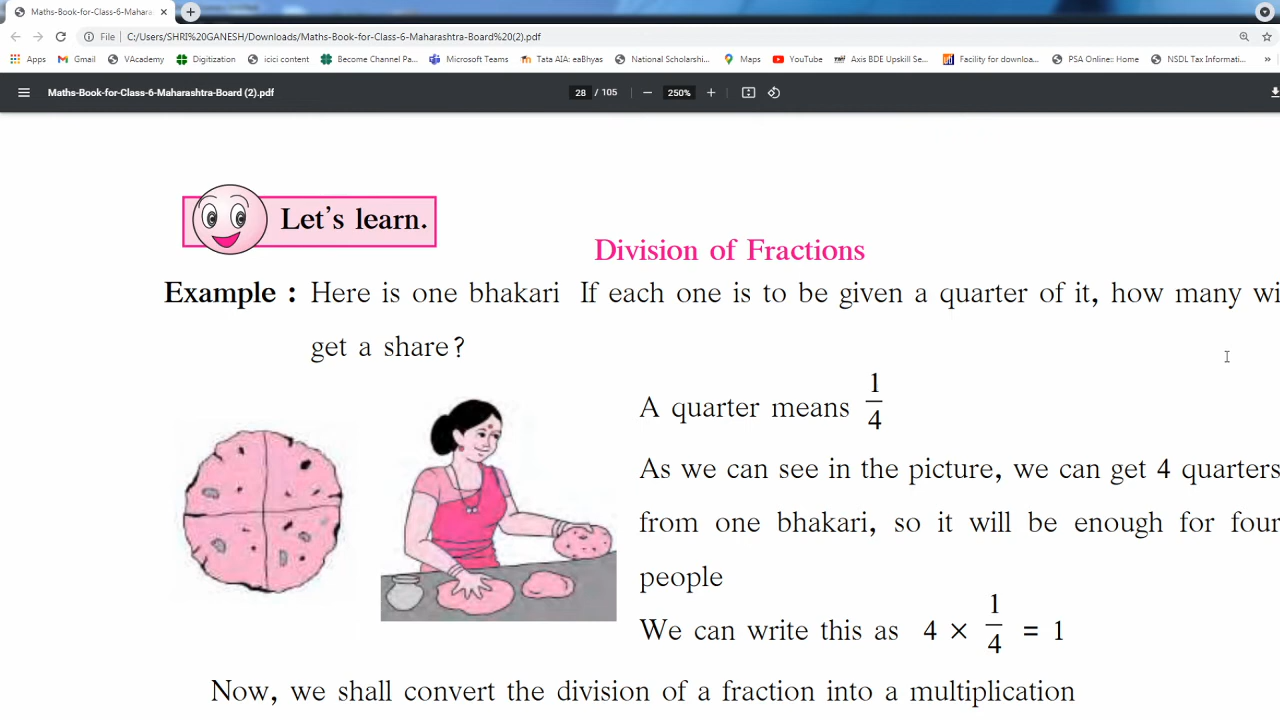 Maths-Book-for-Class-6-Mahara
File C:/Users/SHRI%20GANESH/Downloads/Maths-Book-for-Class-6-Maharashtra-Board%20(2).pdf
Apps Gmail VAcademy Digitization icici content Become Channel Pa... Microsoft Teams Tata AIA: eaBhyas National Scholarshi... Maps YouTube Axis BDE Upskill Se... Facility for downloa... PSA Online: Home NSDL Tax Informati... »
Maths-Book-for-Class-6-Maharashtra-Board (2).pdf 28 / 105 — 250% +
Let's learn.
Division of Fractions
Example : Here is one bhakari If each one is to be given a quarter of it, how many wi
get a share?
A quarter means 1/4
As we can see in the picture, we can get 4 quarters
from one bhakari, so it will be enough for four
people
We can write this as 4 × 1/4 = 1
Now, we shall convert the division of a fraction into a multiplication